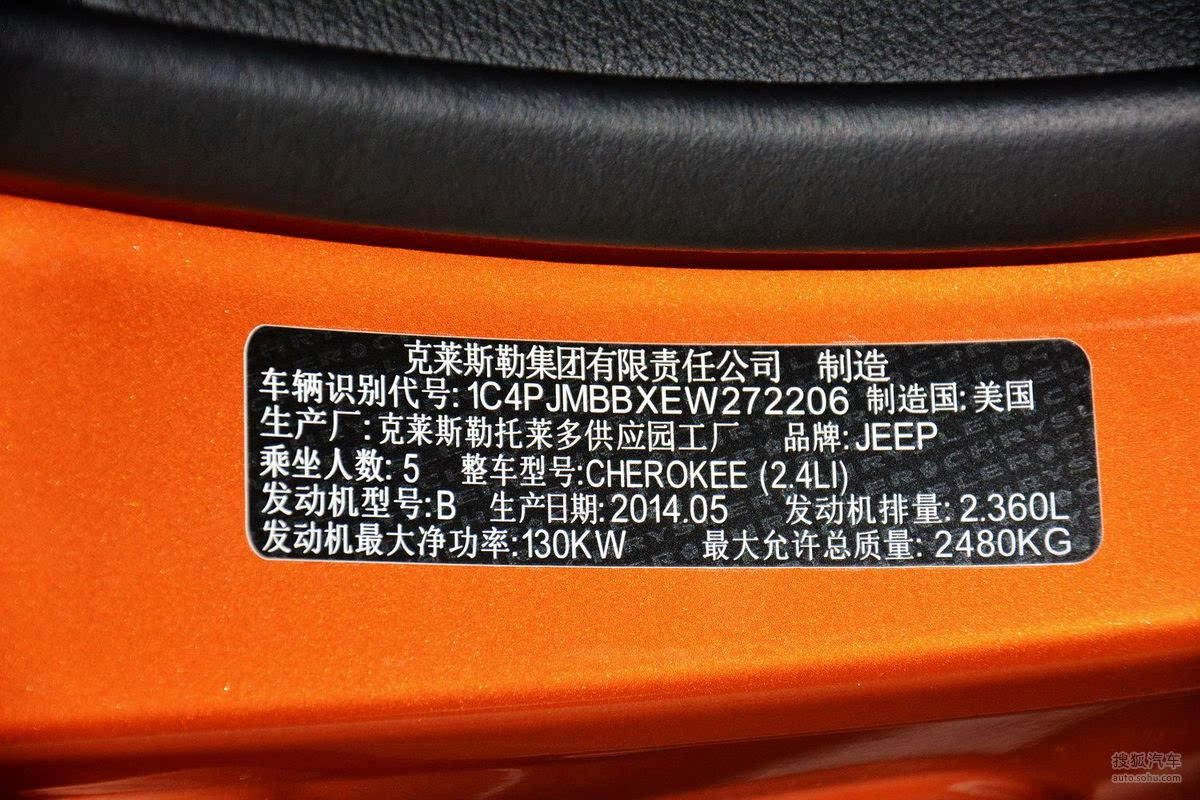 克莱斯勒集团有限责任公司 制造
车辆识别代号: 1C4PJMBBXEW272206 制造国: 美国
生产厂: 克莱斯勒托莱多供应园工厂 品牌: JEEP
乘坐人数: 5 整车型号: CHEROKEE (2.4LI)
发动机型号: B 生产日期: 2014.05 发动机排量: 2.360L
发动机最大净功率: 130KW 最大允许总质量: 2480KG
搜狐汽车
auto.sohu.com